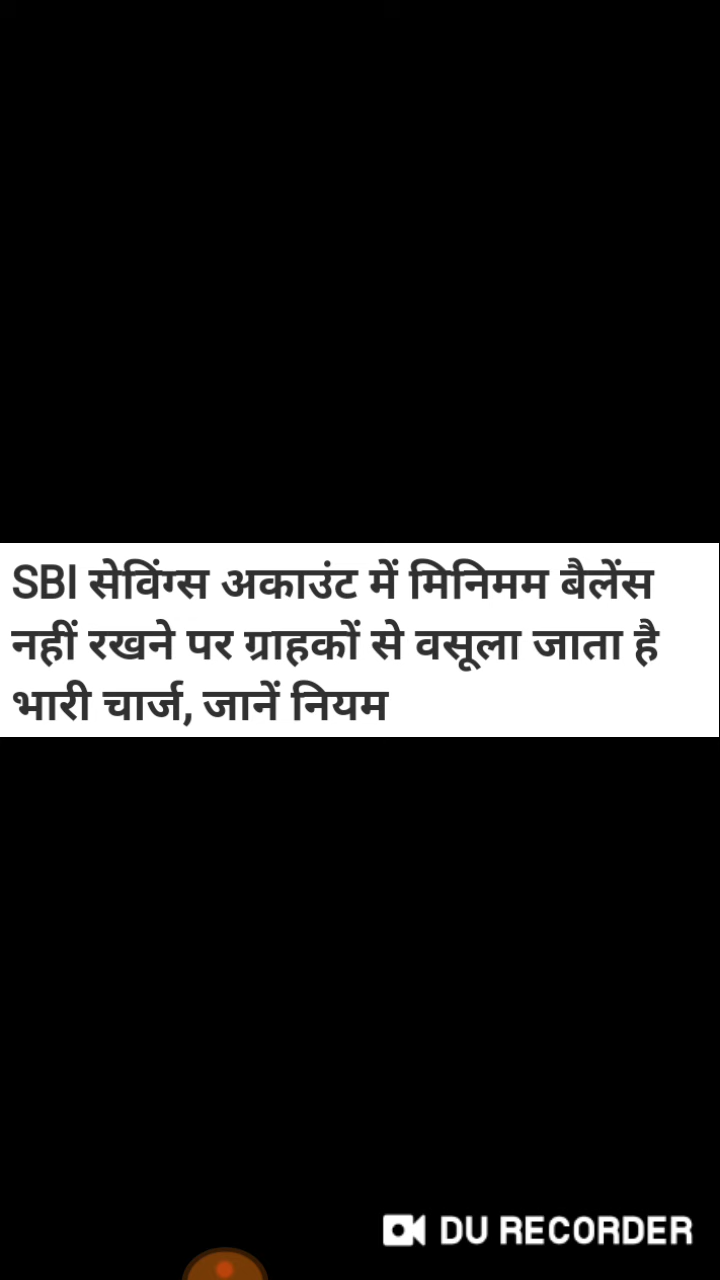 SBI सेविंग्स अकाउंट में मिनिमम बैलेंस
नहीं रखने पर ग्राहकों से वसूला जाता है
भारी चार्ज, जानें नियम
DU RECORDER